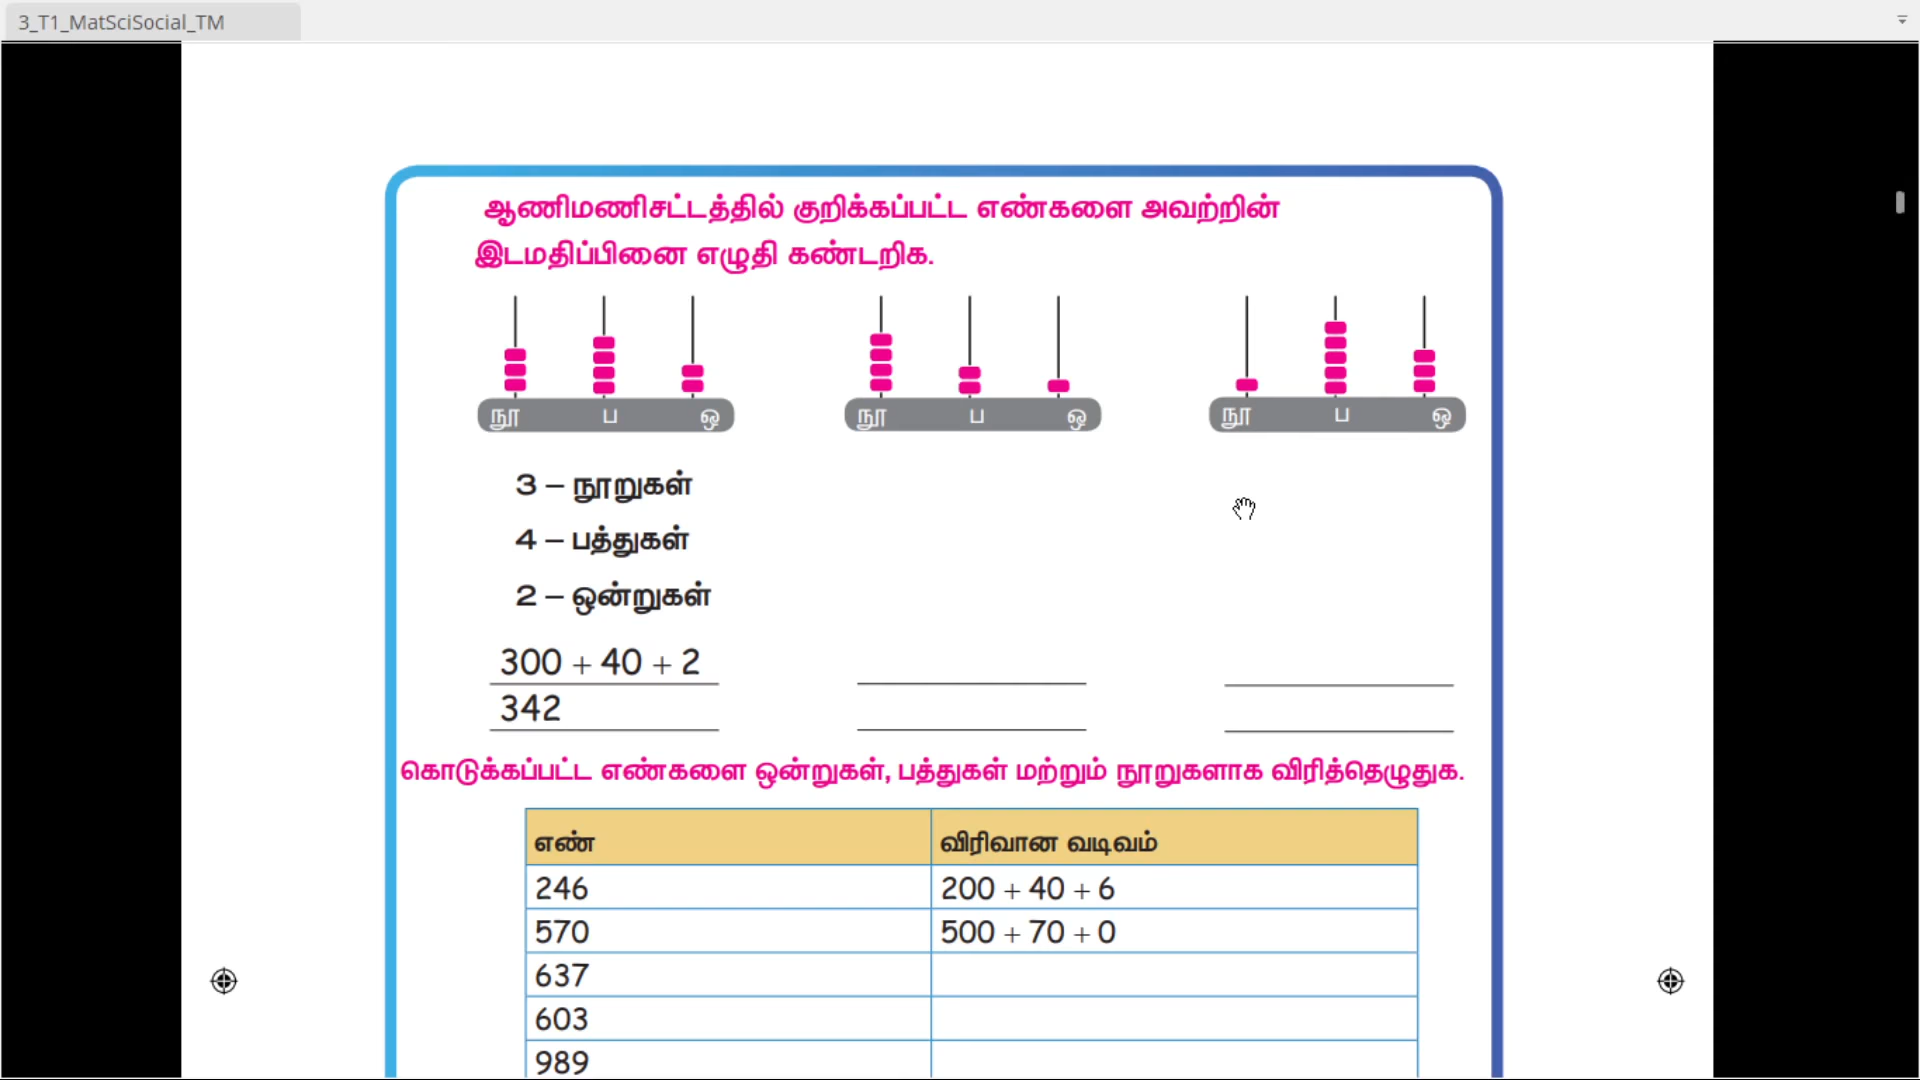 3_T1_MatSciSocial_TM
ஆணிமணிசட்டத்தில் குறிக்கப்பட்ட எண்களை அவற்றின்
இடமதிப்பினை எழுதி கண்டறிக.
நூ ப ஒ
நூ ப ஒ
நூ ப ஒ
3 – நூறுகள்
4 – பத்துகள்
2 – ஒன்றுகள்
300 + 40 + 2
342
கொடுக்கப்பட்ட எண்களை ஒன்றுகள், பத்துகள் மற்றும் நூறுகளாக விரித்தெழுதுக.
எண் விரிவான வடிவம்
246 200 + 40 + 6
570 500 + 70 + 0
637
603
989